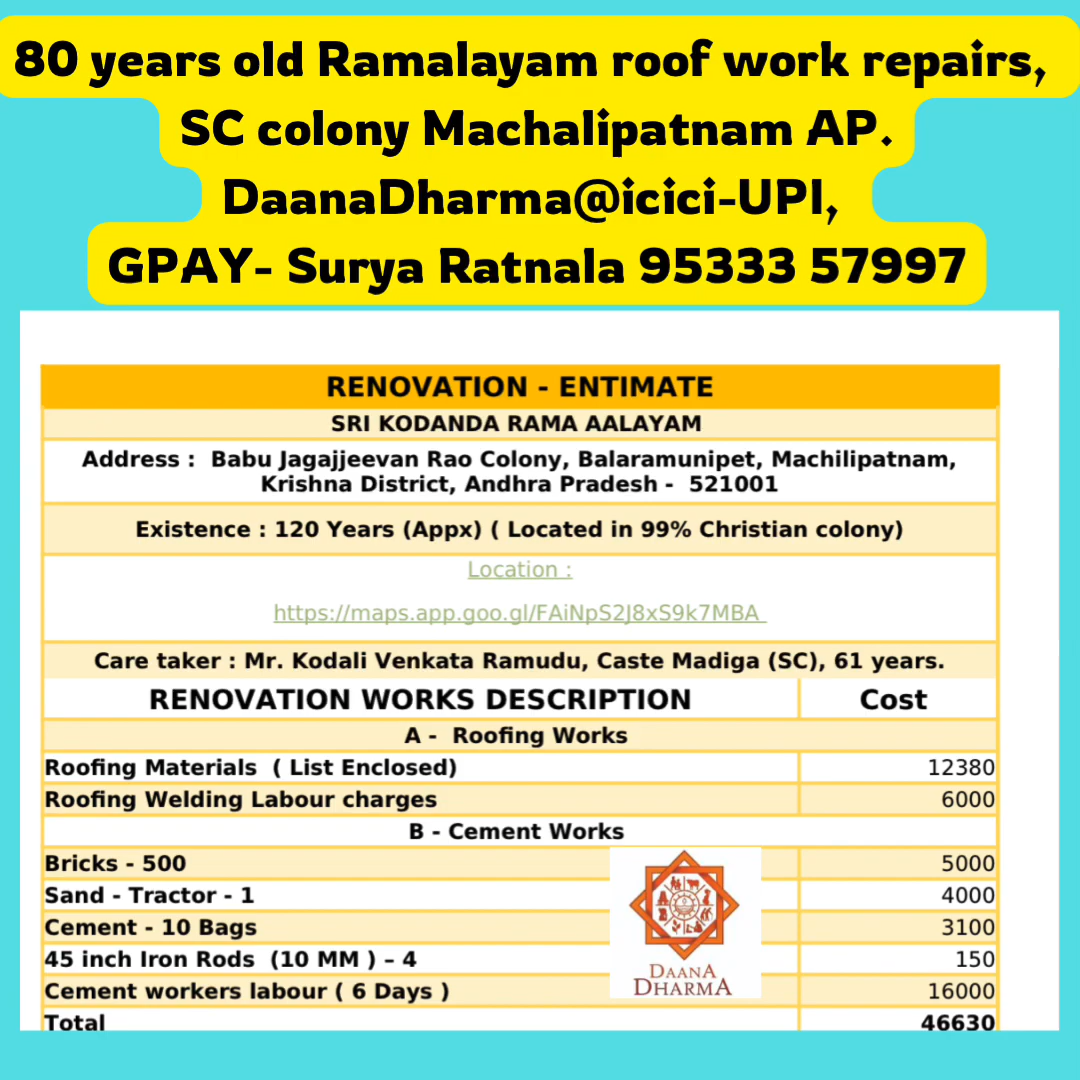 80 years old Ramalayam roof work repairs,
SC colony Machalipatnam AP.
DaanaDharma@icici-UPI,
GPAY- Surya Ratnala 95333 57997
RENOVATION - ENTIMATE
SRI KODANDA RAMA AALAYAM
Address :  Babu Jagajjeevan Rao Colony, Balaramunipet, Machilipatnam,
Krishna District, Andhra Pradesh -  521001
Existence : 120 Years (Appx) ( Located in 99% Christian colony)
Location :
https://maps.app.goo.gl/FAiNpS2J8xS9k7MBA
Care taker : Mr. Kodali Venkata Ramudu, Caste Madiga (SC), 61 years.
RENOVATION WORKS DESCRIPTION Cost
A -  Roofing Works
Roofing Materials  ( List Enclosed) 12380
Roofing Welding Labour charges 6000
B - Cement Works
Bricks - 500 5000
Sand - Tractor - 1 4000
Cement - 10 Bags 3100
45 inch Iron Rods  (10 MM ) – 4 150
Cement workers labour ( 6 Days ) 16000
Total 46630
DAANA
DHARMA